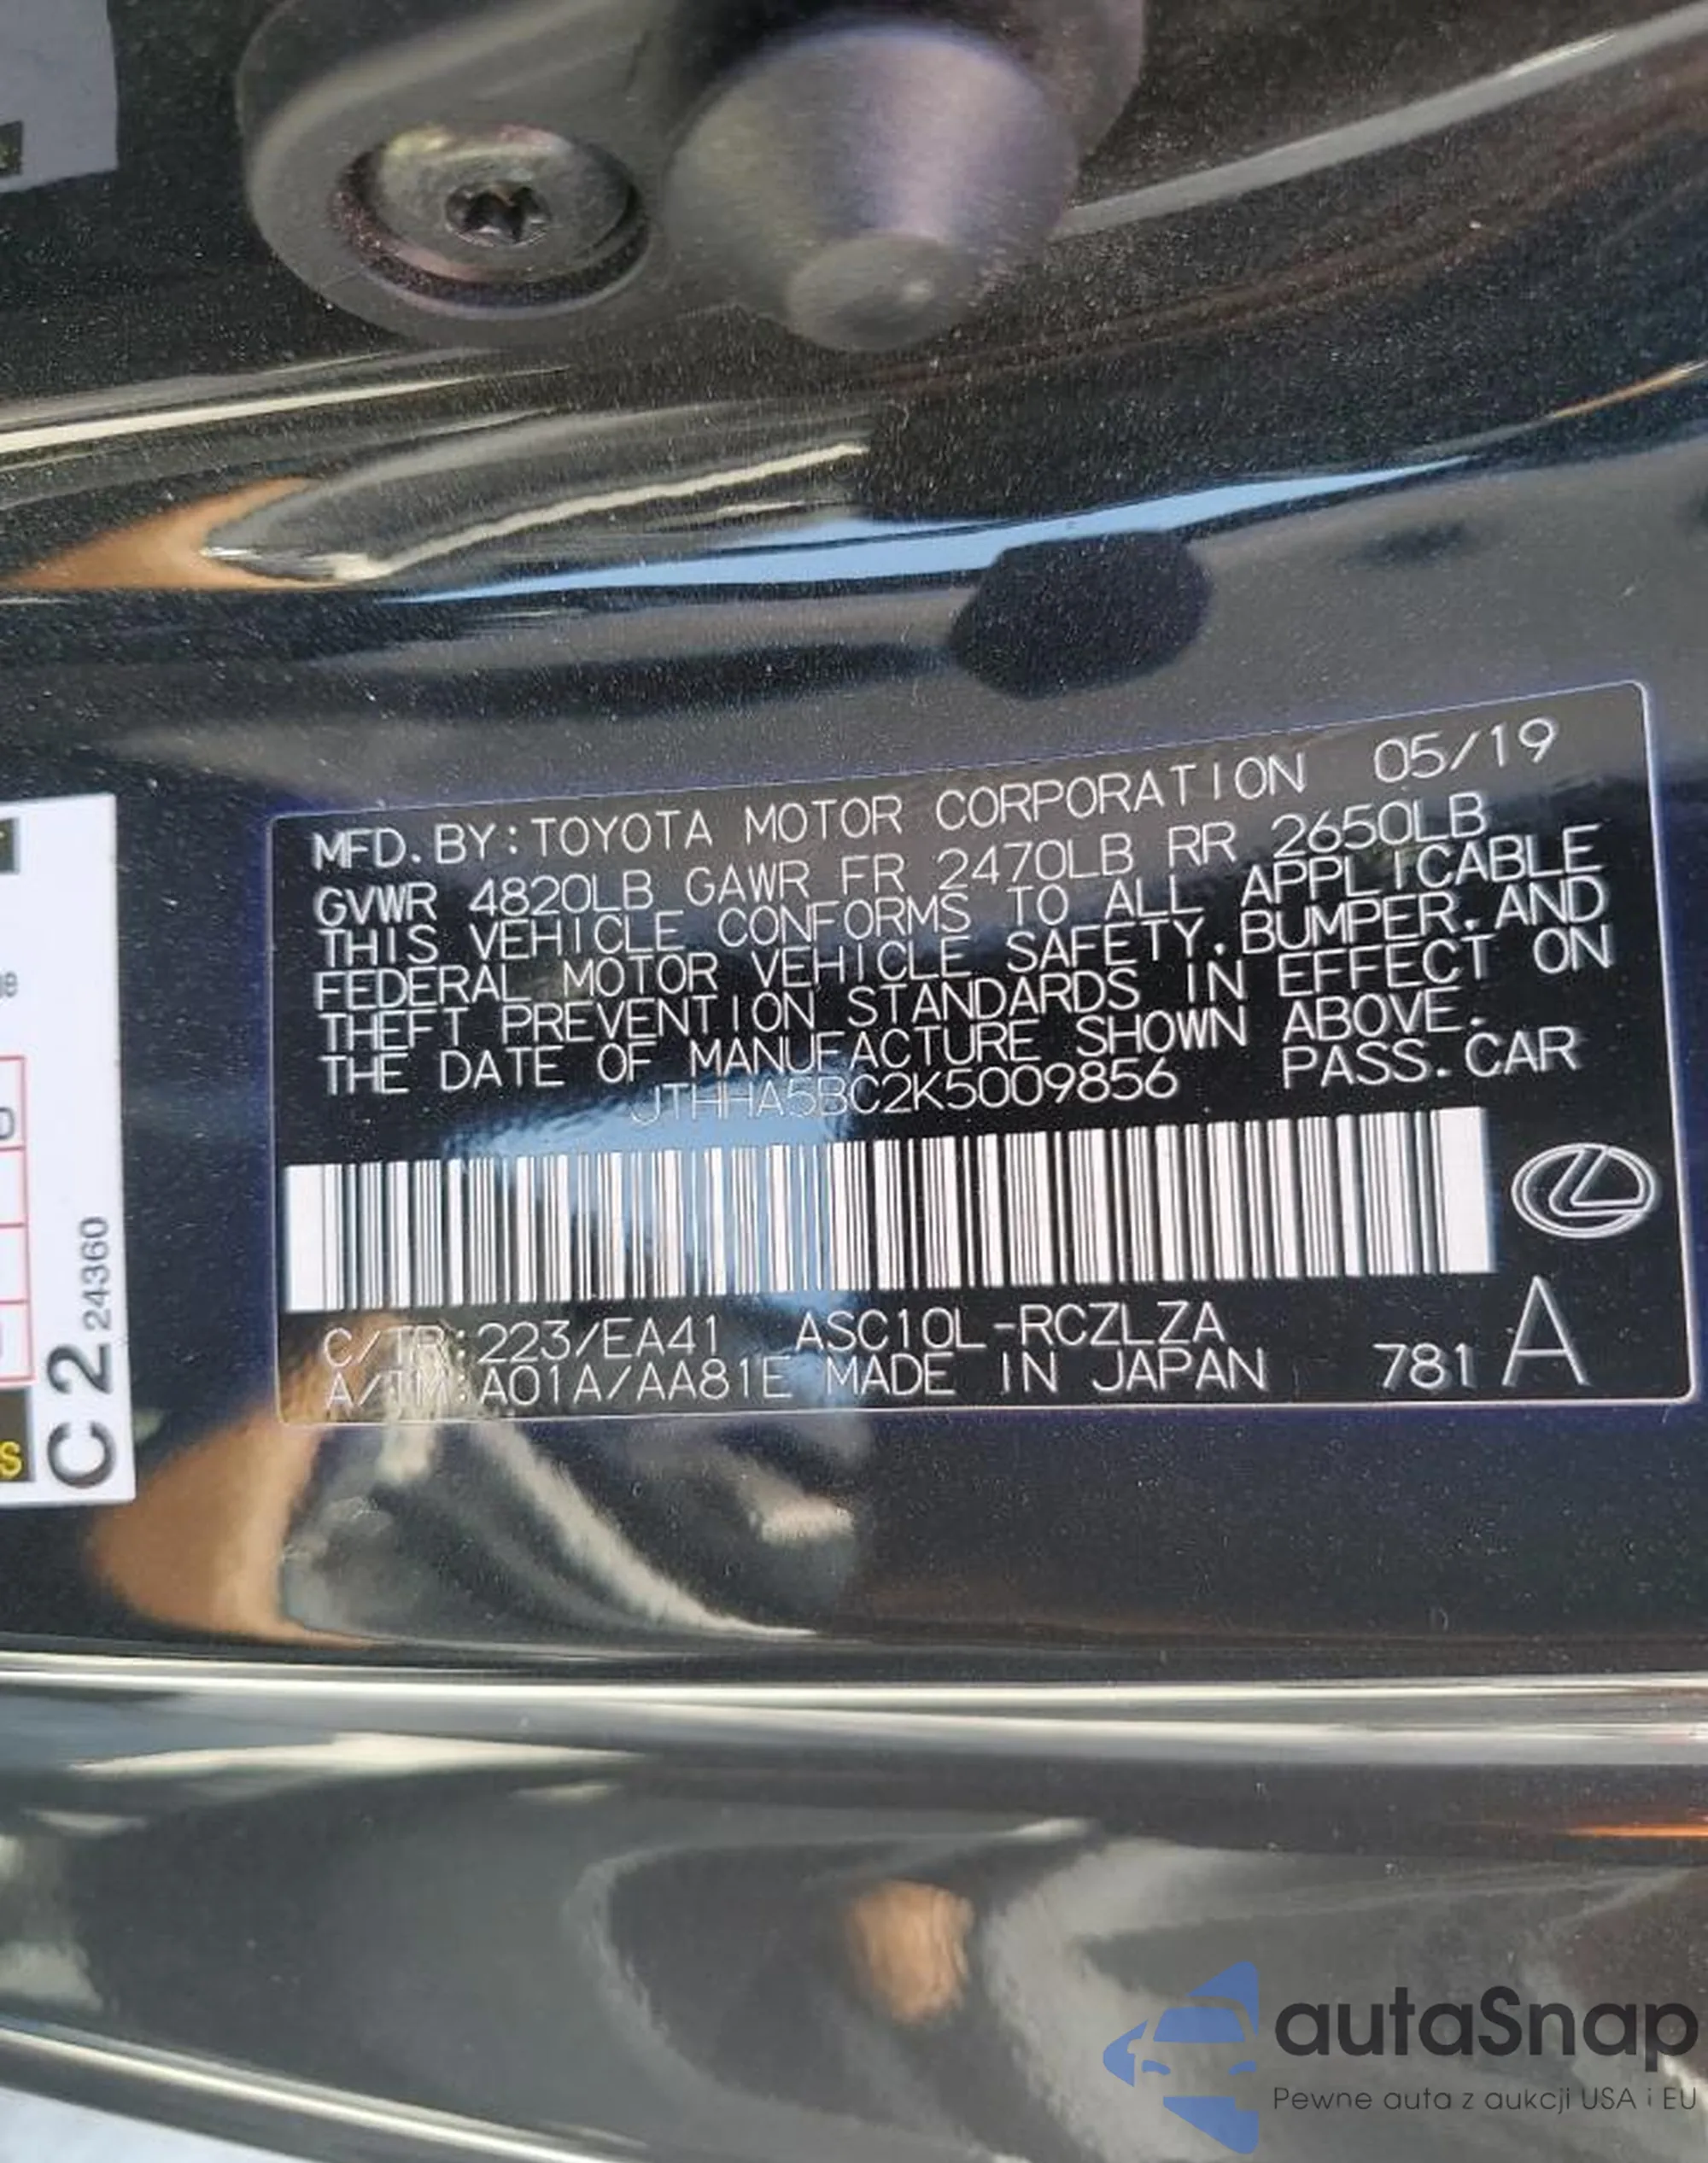 MFD. BY: TOYOTA MOTOR CORPORATION 05/19
GVWR 4820LB GAWR FR 2470LB RR 2650LB
THIS VEHICLE CONFORMS TO ALL APPLICABLE
FEDERAL MOTOR VEHICLE SAFETY, BUMPER, AND
THEFT PREVENTION STANDARDS IN EFFECT ON
THE DATE OF MANUFACTURE SHOWN ABOVE.
JTHHA5BC2K5009856 PASS. CAR
C/TR: 223/EA41 ASC10L-RCZLZA
A/TM: A01A/AA81E MADE IN JAPAN 781 A
C2 24360
autaSnap
Pewne auta z aukcji USA i EU